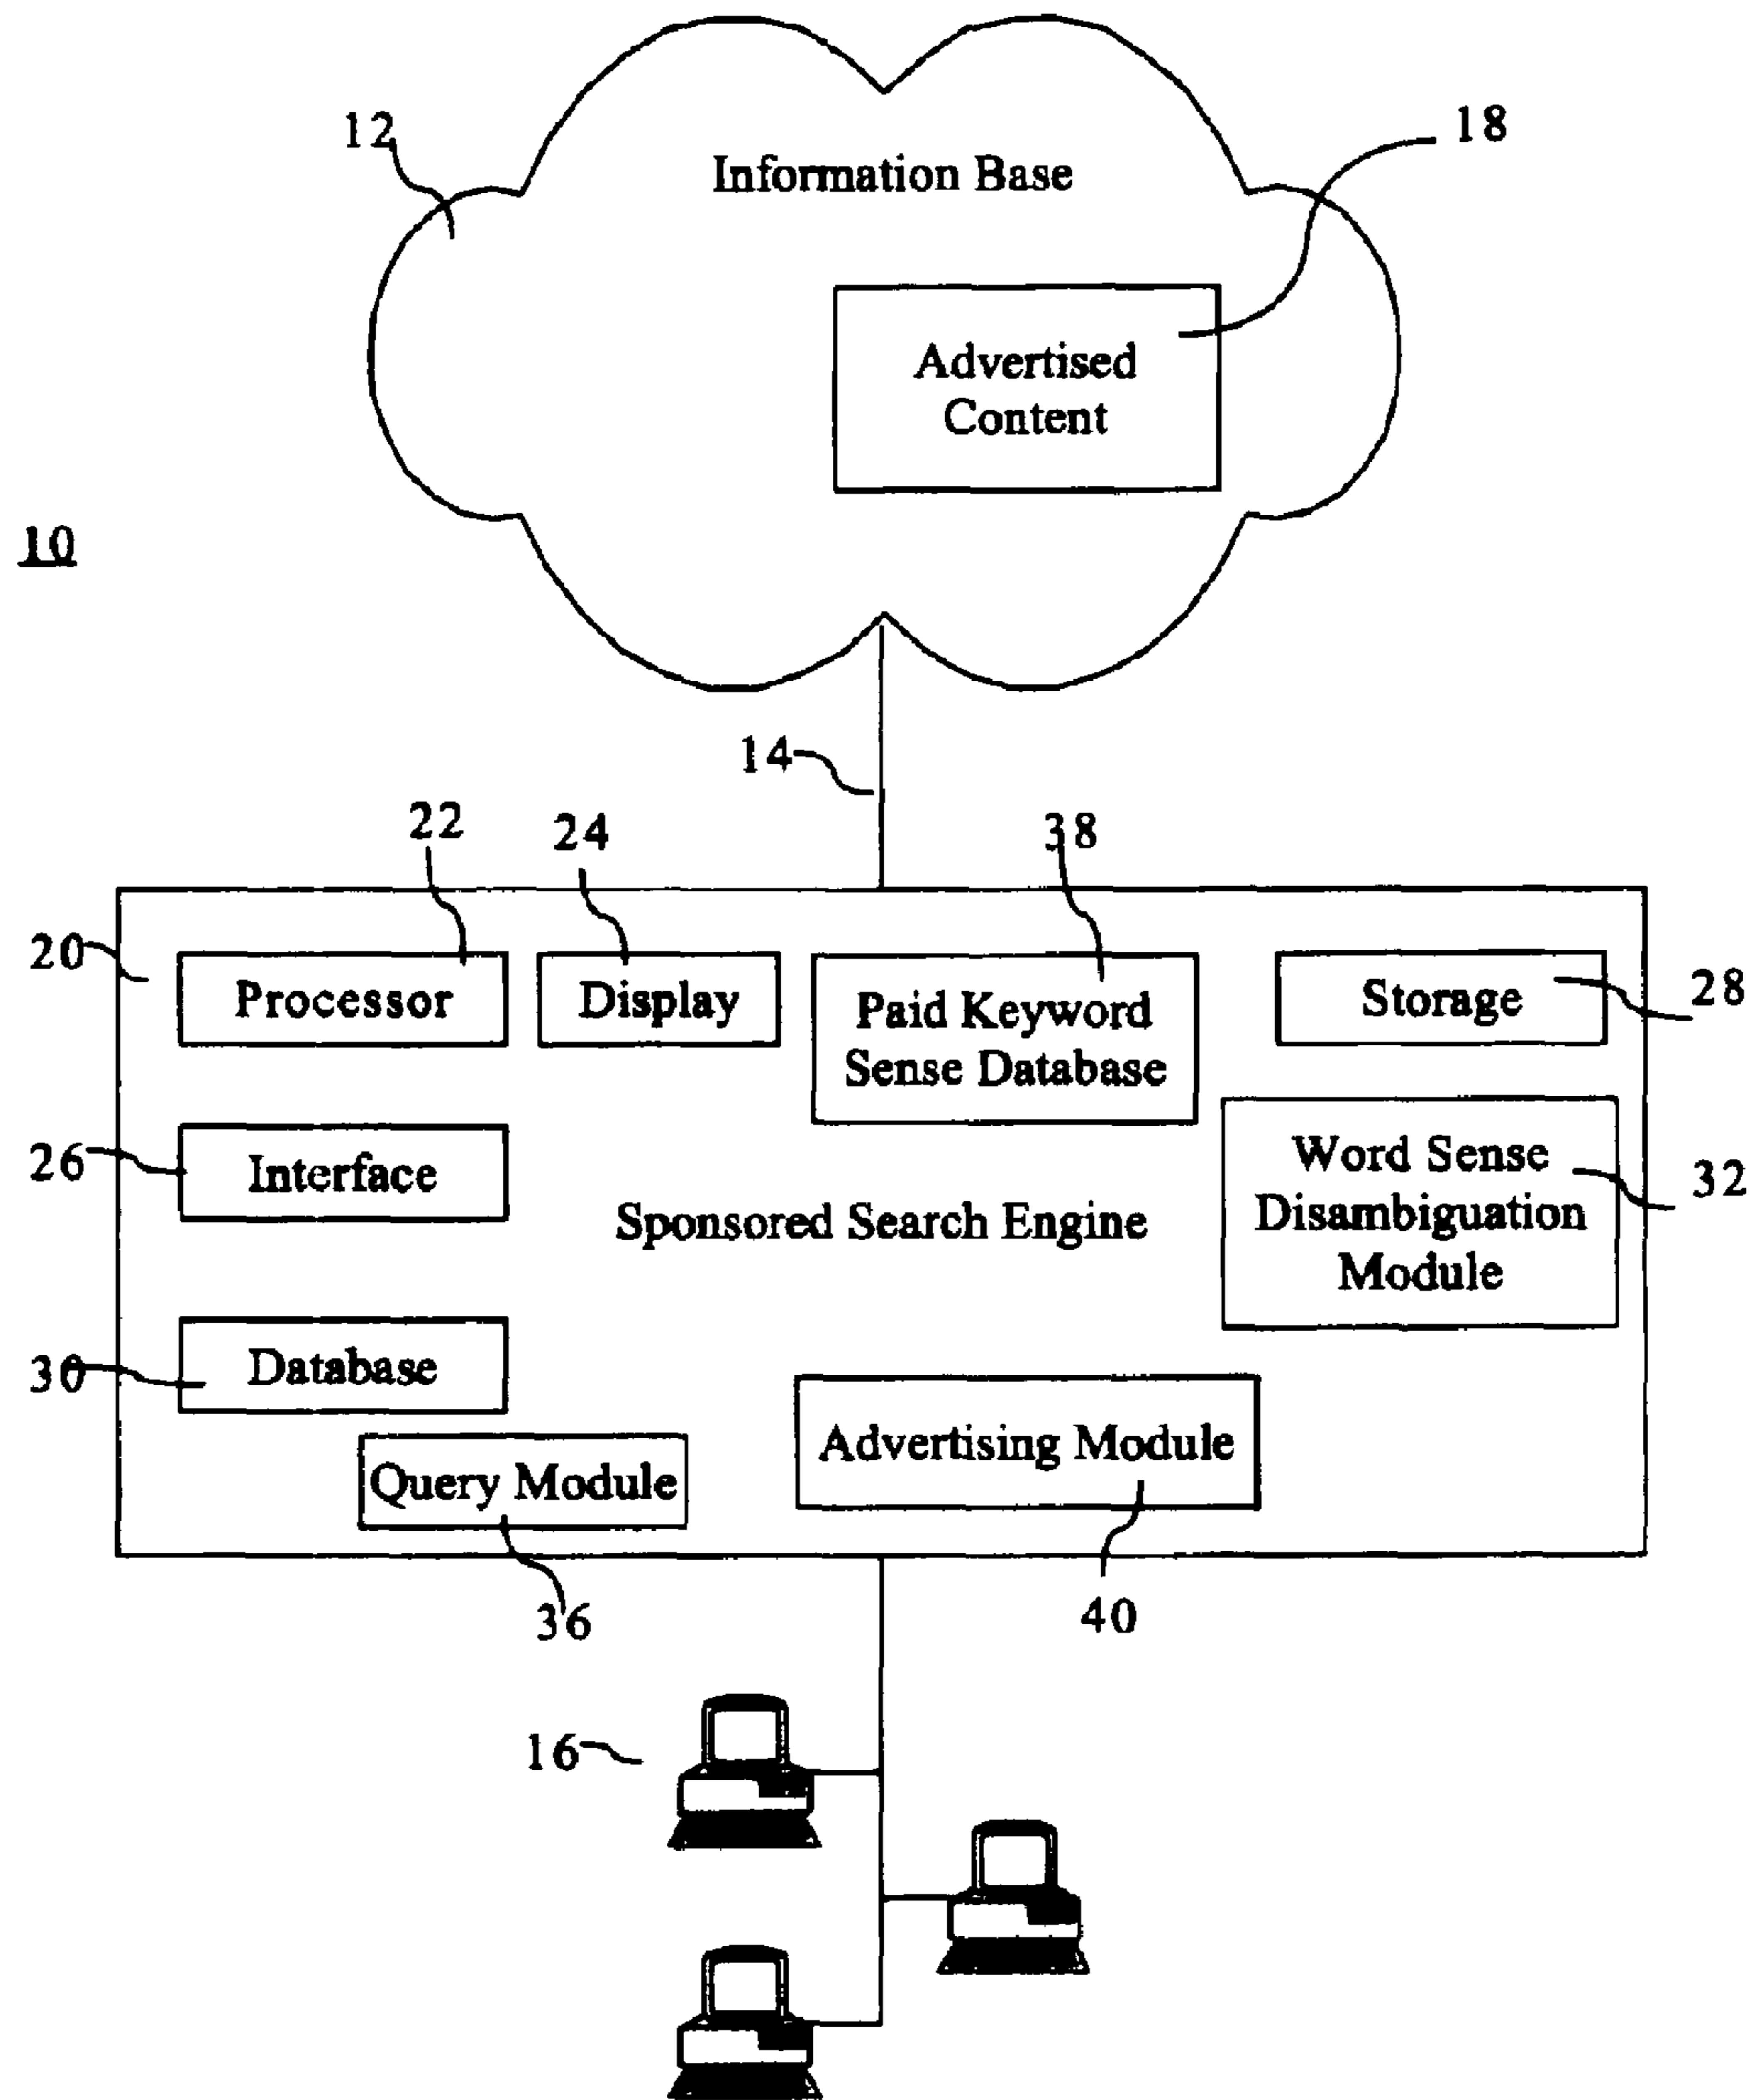 12
18
Information Base
Advertised
Content
10
14
22
24
38
20
Processor
Display
Paid Keyword
Sense Database
Storage
28
26
Interface
Word Sense
Disambiguation
Module
32
Sponsored Search Engine
30
Database
Advertising Module
Query Module
36
40
16